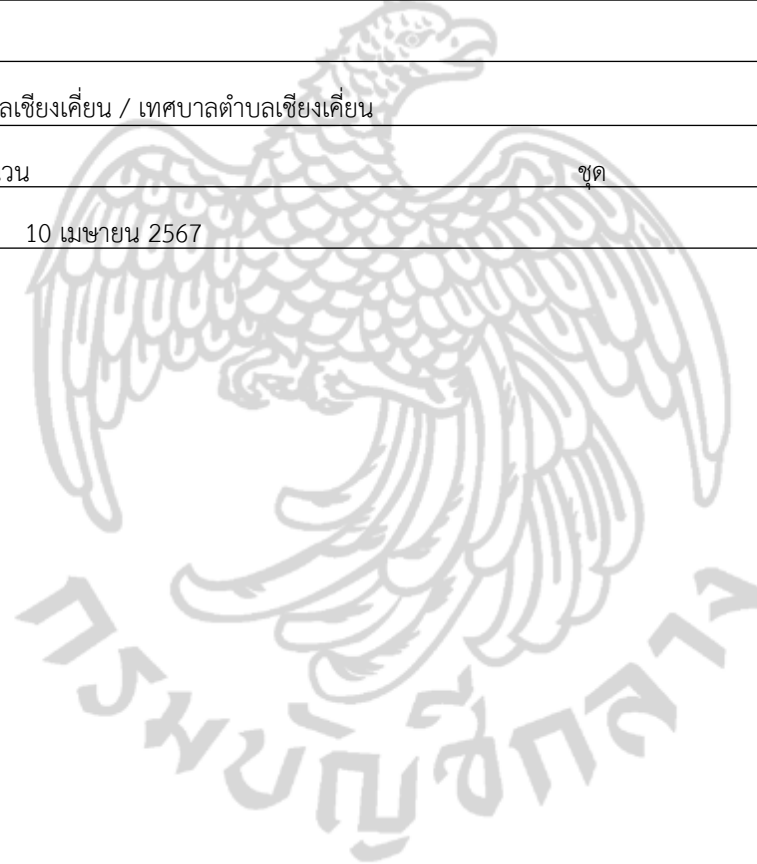 ลเชียงเคี่ยน / เทศบาลตำบลเชียงเคี่ยน
วน ชุด
10 เมษายน 2567
กรมบัญชีกลาง